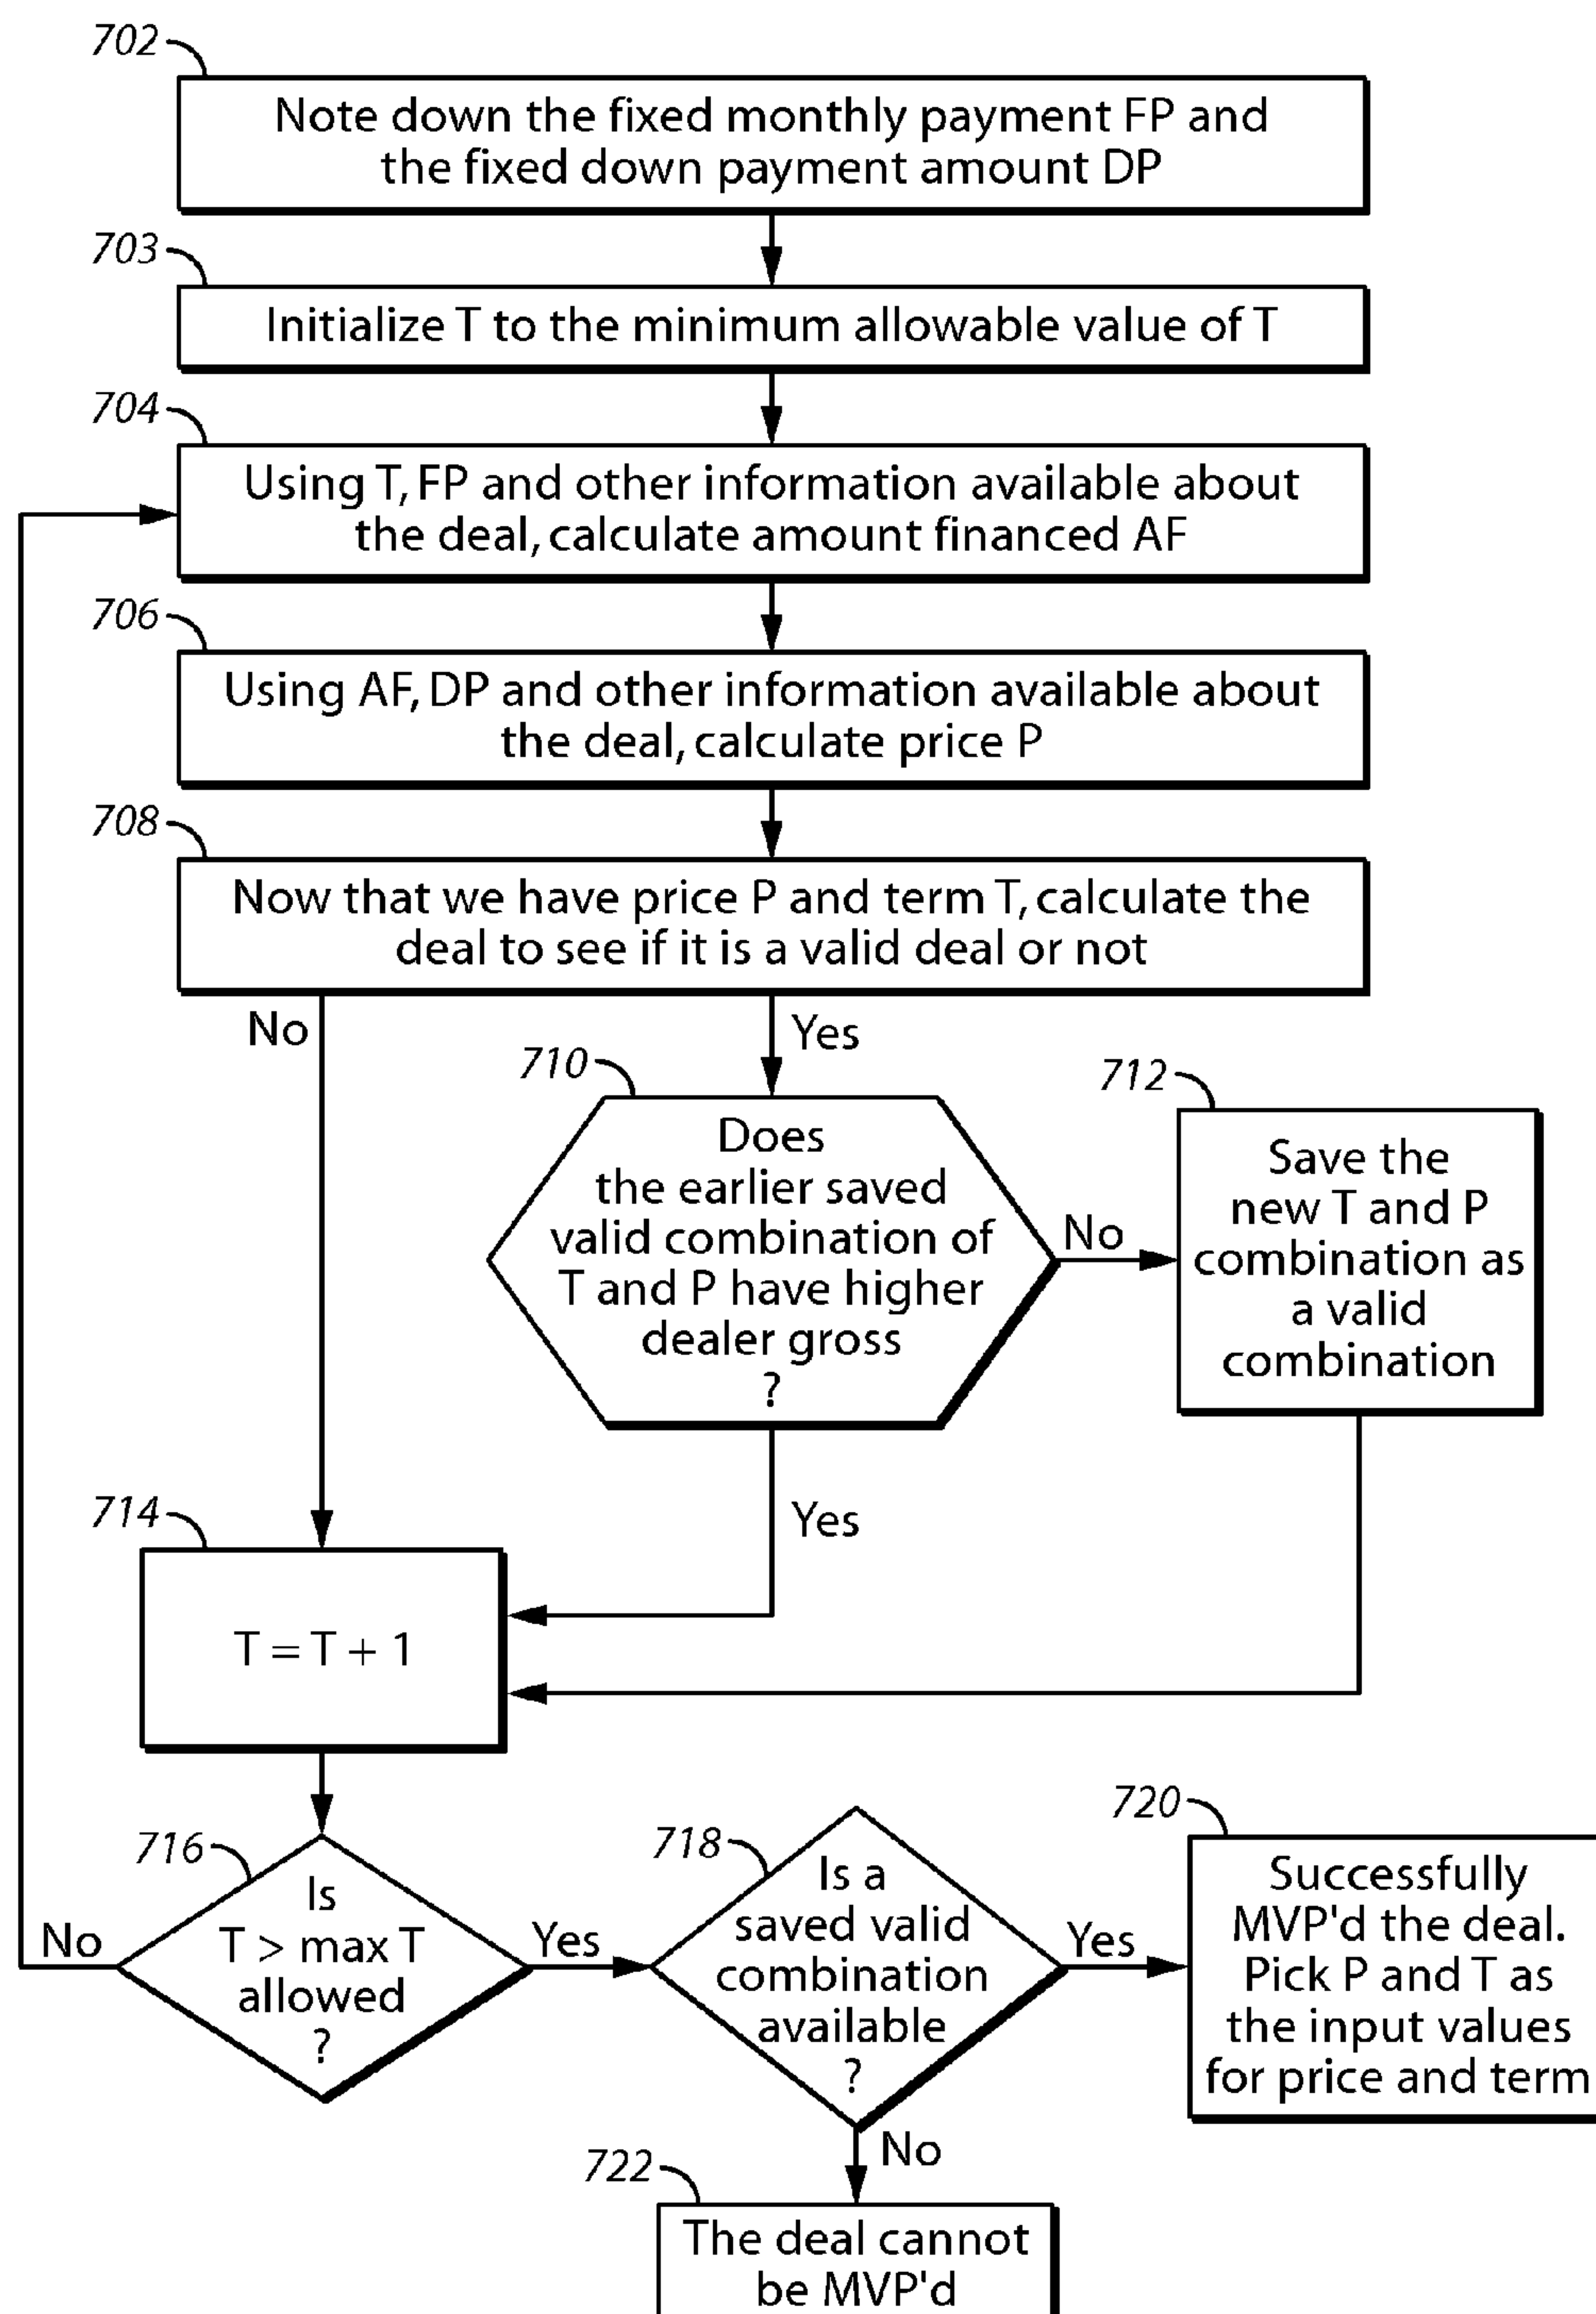 702
Note down the fixed monthly payment FP and
the fixed down payment amount DP
703
Initialize T to the minimum allowable value of T
704
Using T, FP and other information available about
the deal, calculate amount financed AF
706
Using AF, DP and other information available about
the deal, calculate price P
708
Now that we have price P and term T, calculate the
deal to see if it is a valid deal or not
No
Yes
710
Does
the earlier saved
valid combination of
T and P have higher
dealer gross
?
No
712
Save the
new T and P
combination as
a valid
combination
Yes
714
T = T + 1
716
Is
T > max T
allowed
?
No
Yes
718
Is a
saved valid
combination
available
?
Yes
720
Successfully
MVP'd the deal.
Pick P and T as
the input values
for price and term
No
722
The deal cannot
be MVP'd